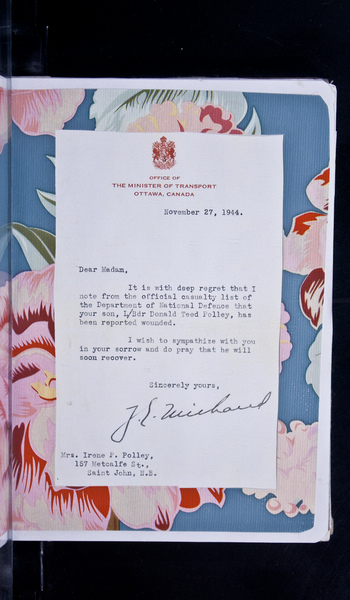 OFFICE OF
THE MINISTER OF TRANSPORT
OTTAWA, CANADA
November 27, 1944.
Dear Madam,
It is with deep regret that I
note from the official casualty list of
the Department of National Defence that
your son, L/Bdr Donald Teed Polley, has
been reported wounded.
I wish to sympathize with you
in your sorrow and do pray that he will
soon recover.
Sincerely yours,
J.E. Michaud
Mrs. Irene F. Polley,
157 Metcalfe St.,
Saint John, N.B.